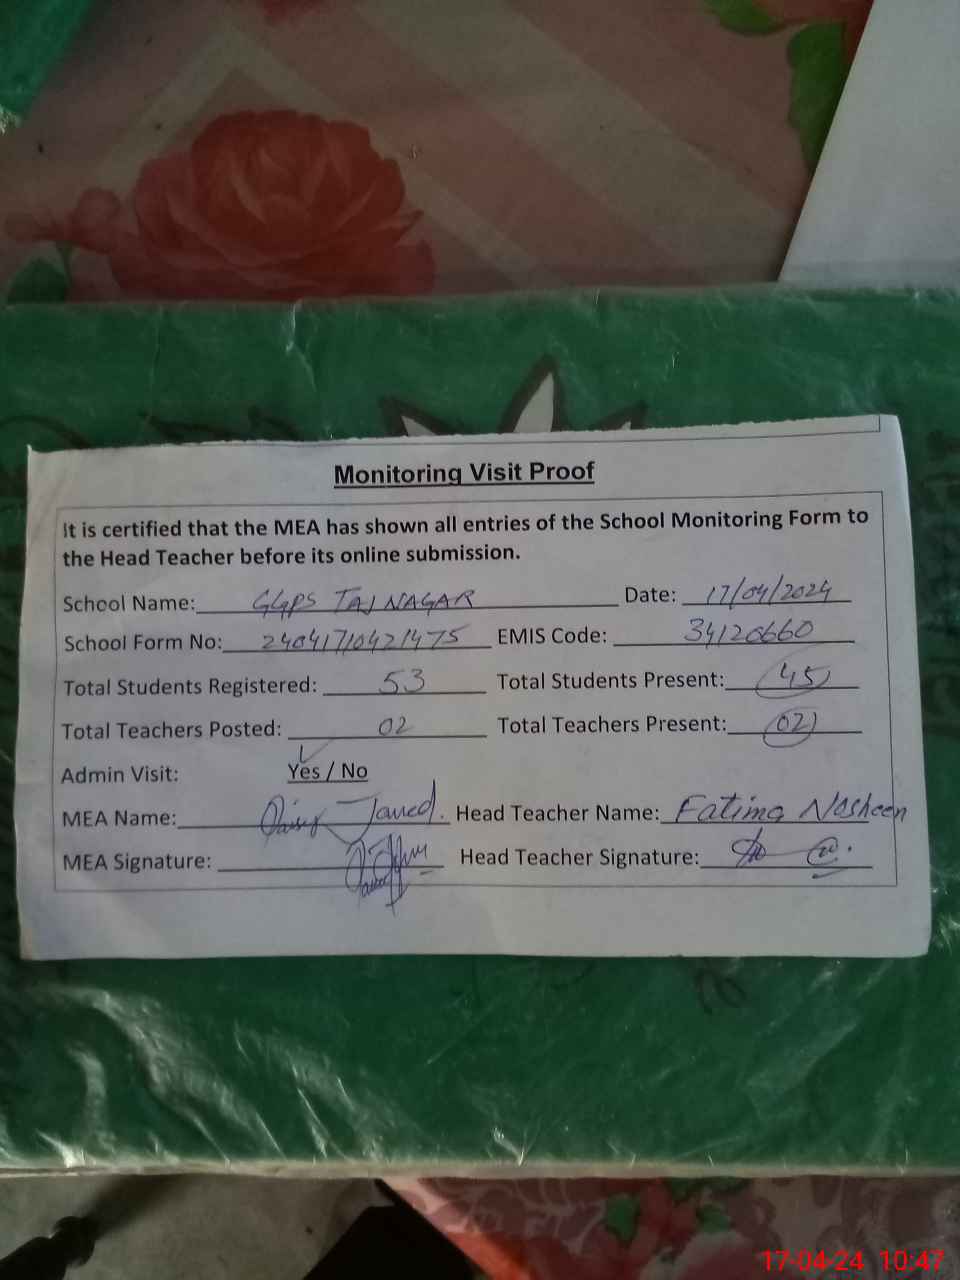 Monitoring Visit Proof
It is certified that the MEA has shown all entries of the School Monitoring Form to
the Head Teacher before its online submission.
School Name: GGPS TAJ NAGAR Date: 17/04/2024
School Form No: 24041710421475 EMIS Code: 34120660
Total Students Registered: 53 Total Students Present: 45
Total Teachers Posted: 02 Total Teachers Present: 02
Admin Visit: Yes / No
MEA Name: Javed. Head Teacher Name: Fatima Nosheen
MEA Signature: Head Teacher Signature:
17-04-24 10:47